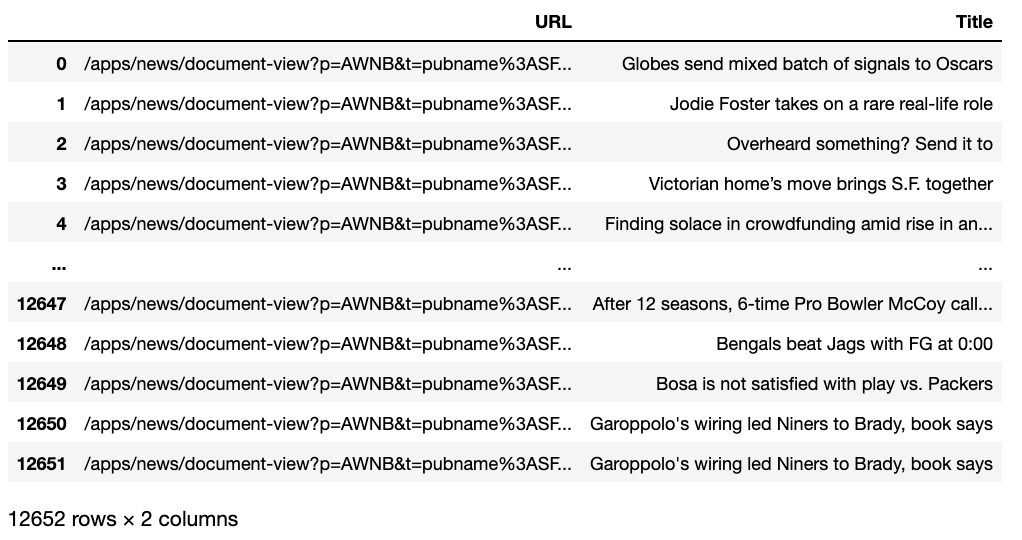 URL Title
0 /apps/news/document-view?p=AWNB&t=pubname%3ASF... Globes send mixed batch of signals to Oscars
1 /apps/news/document-view?p=AWNB&t=pubname%3ASF... Jodie Foster takes on a rare real-life role
2 /apps/news/document-view?p=AWNB&t=pubname%3ASF... Overheard something? Send it to
3 /apps/news/document-view?p=AWNB&t=pubname%3ASF... Victorian home’s move brings S.F. together
4 /apps/news/document-view?p=AWNB&t=pubname%3ASF... Finding solace in crowdfunding amid rise in an...
... ... ...
12647 /apps/news/document-view?p=AWNB&t=pubname%3ASF... After 12 seasons, 6-time Pro Bowler McCoy call...
12648 /apps/news/document-view?p=AWNB&t=pubname%3ASF... Bengals beat Jags with FG at 0:00
12649 /apps/news/document-view?p=AWNB&t=pubname%3ASF... Bosa is not satisfied with play vs. Packers
12650 /apps/news/document-view?p=AWNB&t=pubname%3ASF... Garoppolo's wiring led Niners to Brady, book says
12651 /apps/news/document-view?p=AWNB&t=pubname%3ASF... Garoppolo's wiring led Niners to Brady, book says
12652 rows × 2 columns